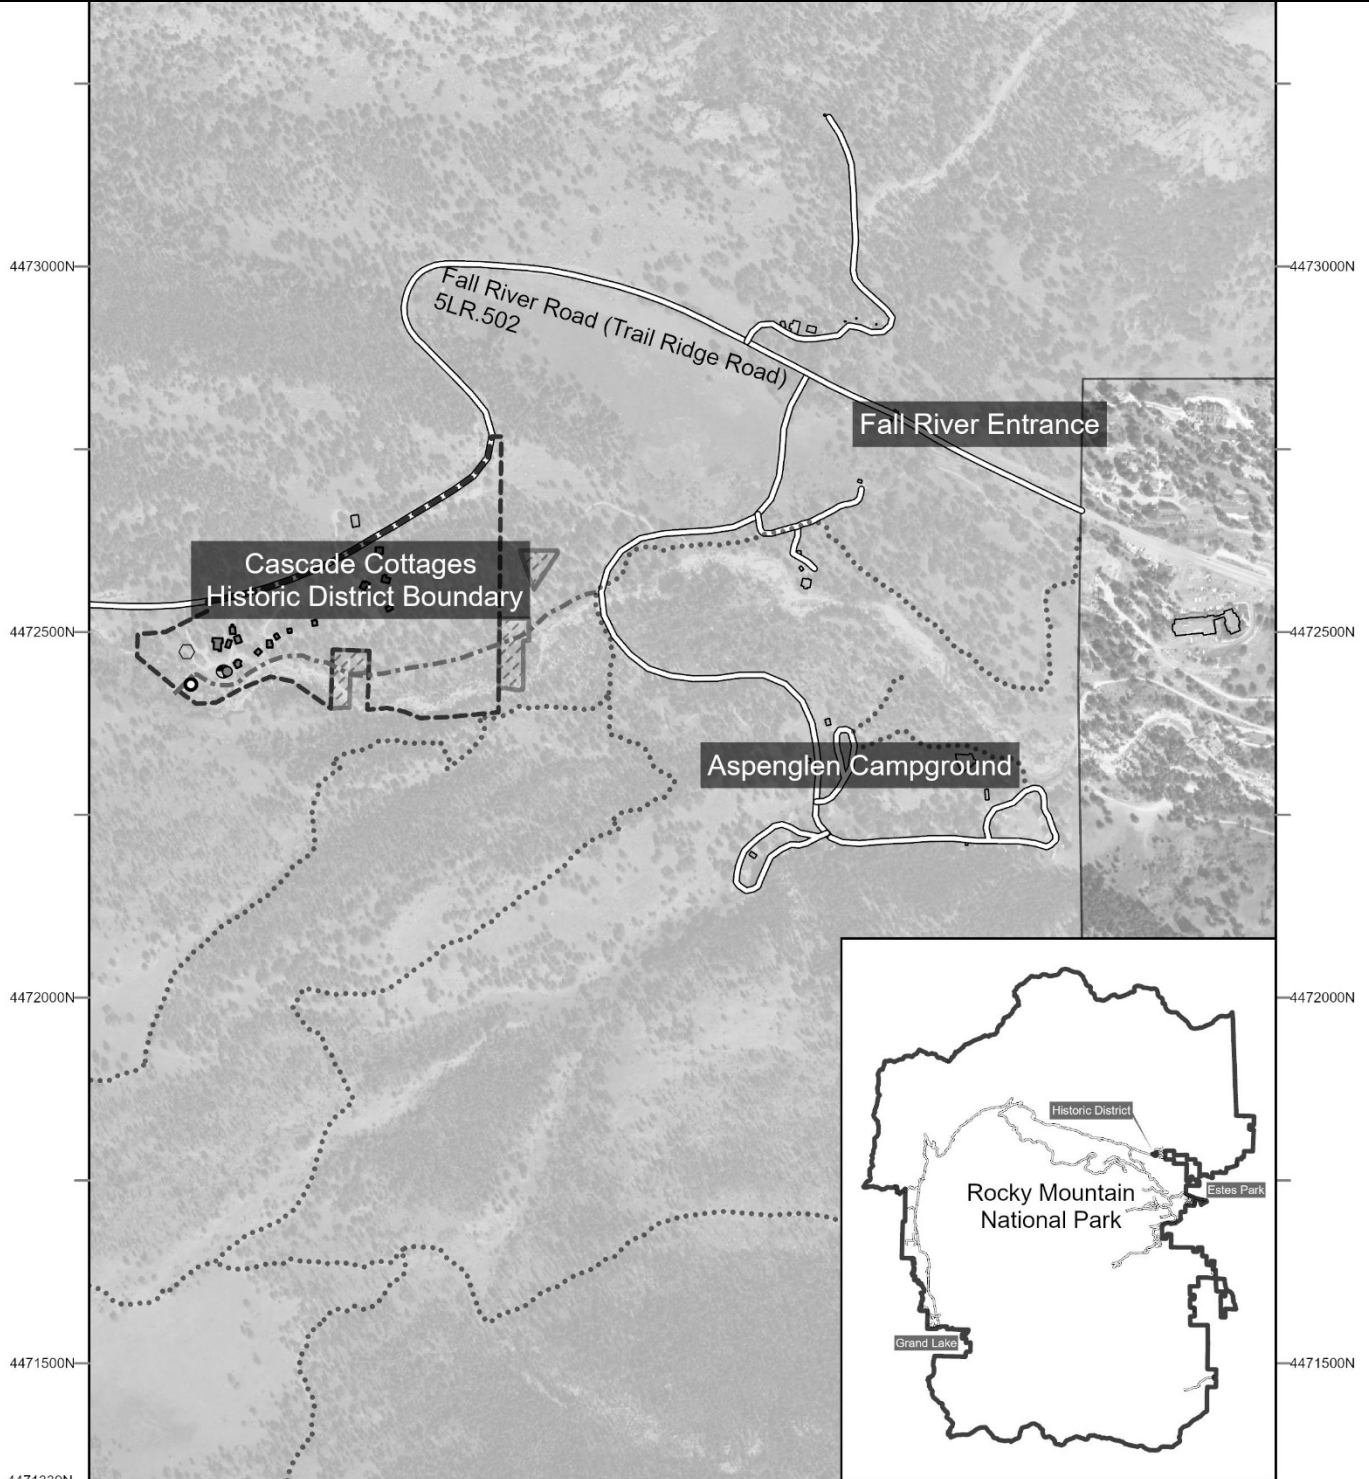 4473000N
4473000N
Fall River Road (Trail Ridge Road)
5LR.502
Fall River Entrance
Cascade Cottages
Historic District Boundary
4472500N
4472500N
Aspenglen Campground
4472000N
4472000N
Historic District
Estes Park
Rocky Mountain
National Park
Grand Lake
4471500N
4471500N